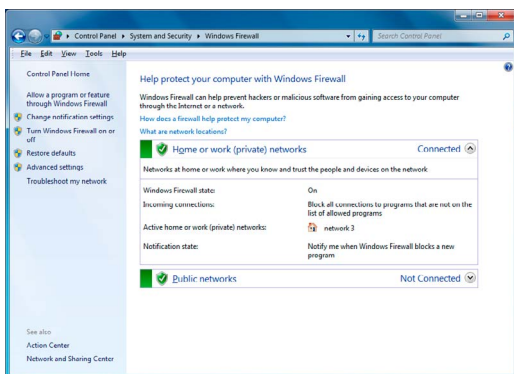 Control Panel ▸ System and Security ▸ Windows Firewall
Search Control Panel
File Edit View Tools Help
Control Panel Home
Allow a program or feature
through Windows Firewall
Change notification settings
Turn Windows Firewall on or
off
Restore defaults
Advanced settings
Troubleshoot my network
See also
Action Center
Network and Sharing Center
Help protect your computer with Windows Firewall
Windows Firewall can help prevent hackers or malicious software from gaining access to your computer
through the Internet or a network.
How does a firewall help protect my computer?
What are network locations?
Home or work (private) networks Connected
Networks at home or work where you know and trust the people and devices on the network
Windows Firewall state: On
Incoming connections: Block all connections to programs that are not on the
list of allowed programs
Active home or work (private) networks: network 3
Notification state: Notify me when Windows Firewall blocks a new
program
Public networks Not Connected